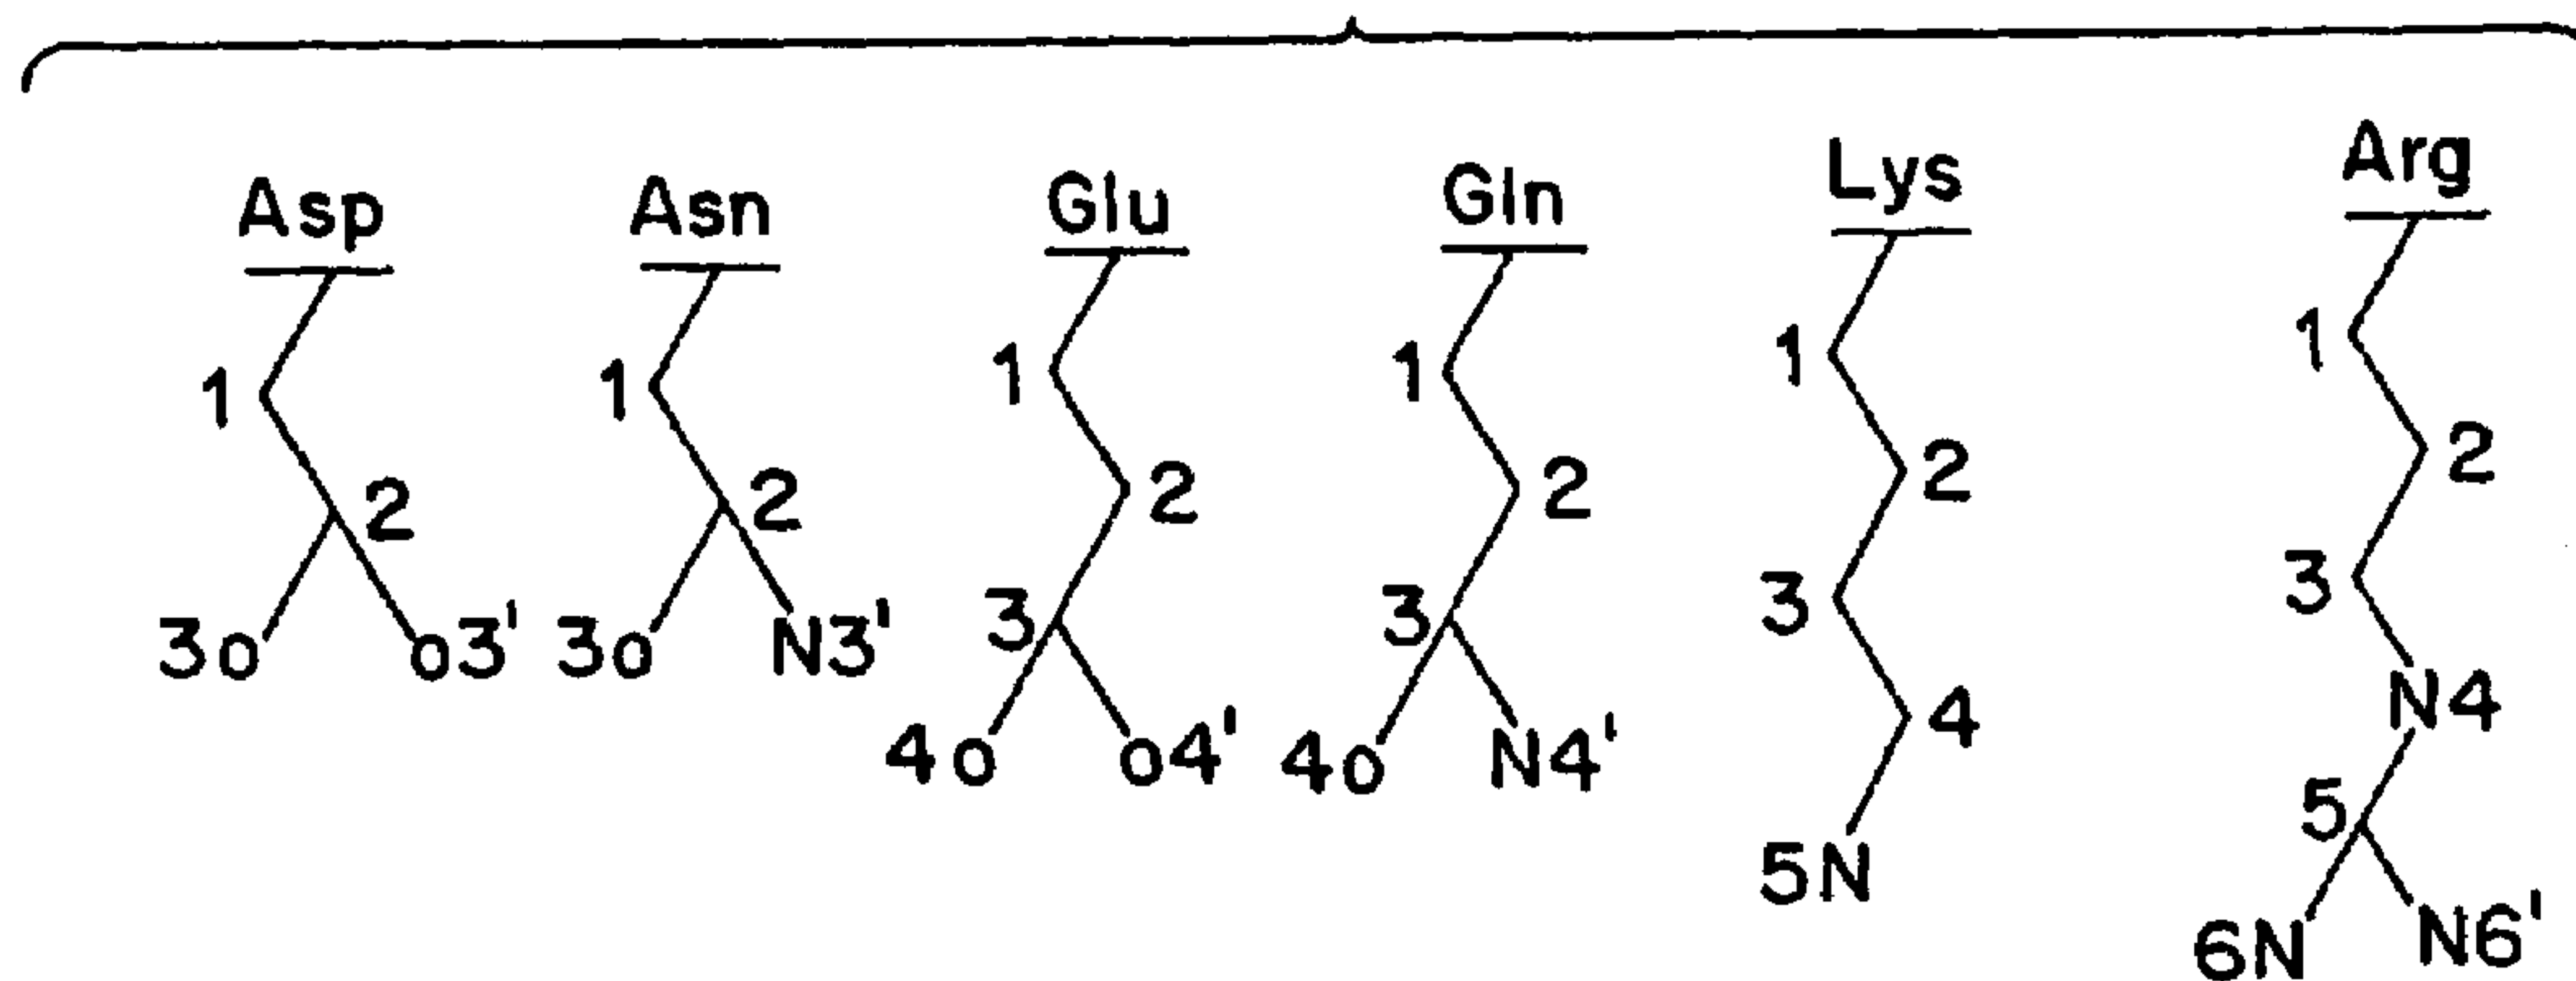 Asp Asn Glu Gln Lys Arg
1 1 1 1 1 1
2 2 2 2 2 2
3o o3' 3o N3' 3 3 3 3
4o o4' 4o N4' 4 N4
5N 5
6N N6'